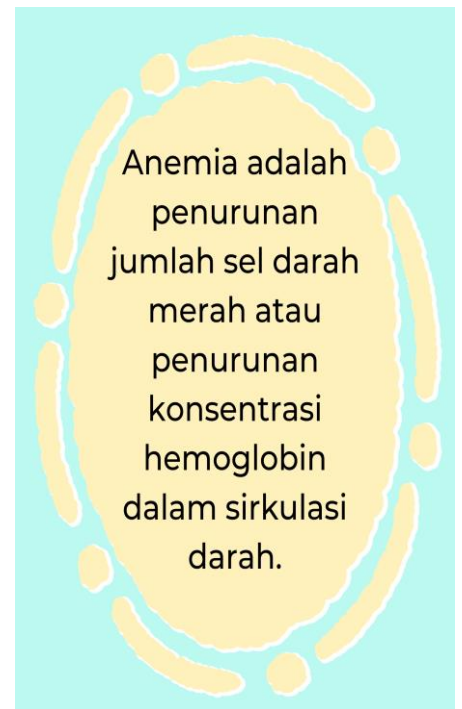 Anemia adalah
penurunan
jumlah sel darah
merah atau
penurunan
konsentrasi
hemoglobin
dalam sirkulasi
darah.